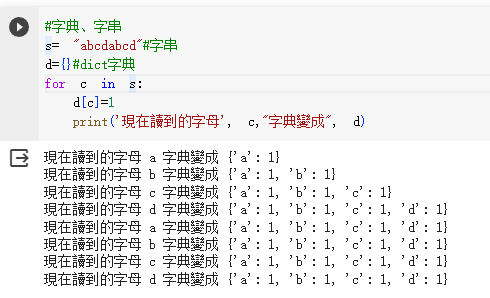 #字典、字串
s= "abcdabcd"#字串
d={}#dict字典
for c in s:
    d[c]=1
    print('現在讀到的字母', c,"字典變成", d)
現在讀到的字母 a 字典變成 {'a': 1}
現在讀到的字母 b 字典變成 {'a': 1, 'b': 1}
現在讀到的字母 c 字典變成 {'a': 1, 'b': 1, 'c': 1}
現在讀到的字母 d 字典變成 {'a': 1, 'b': 1, 'c': 1, 'd': 1}
現在讀到的字母 a 字典變成 {'a': 1, 'b': 1, 'c': 1, 'd': 1}
現在讀到的字母 b 字典變成 {'a': 1, 'b': 1, 'c': 1, 'd': 1}
現在讀到的字母 c 字典變成 {'a': 1, 'b': 1, 'c': 1, 'd': 1}
現在讀到的字母 d 字典變成 {'a': 1, 'b': 1, 'c': 1, 'd': 1}